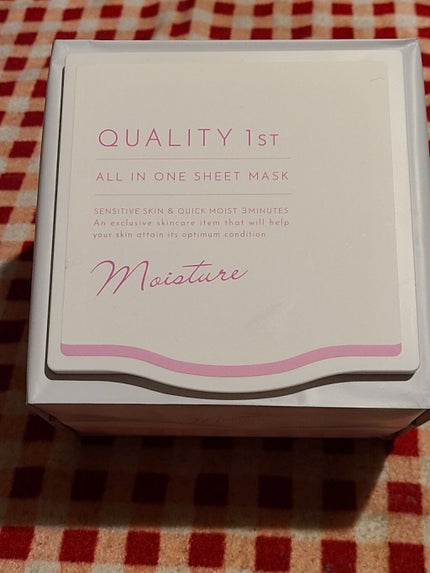 QUALITY 1ST
ALL IN ONE SHEET MASK
SENSITIVE SKIN & QUICK MOIST 3MINUTES
An exclusive skincare item that will help
your skin attain its optimum condition
Moisture